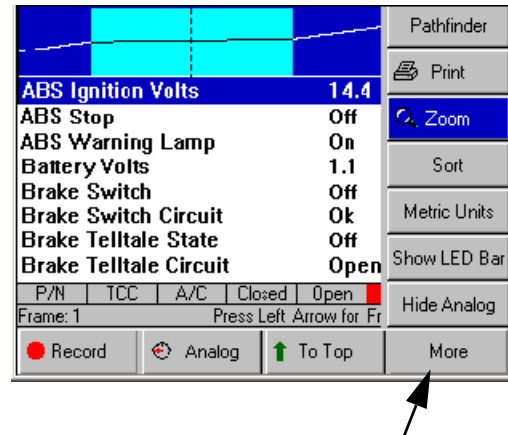 Pathfinder
Print
Zoom
Sort
Metric Units
Show LED Bar
Hide Analog
ABS Ignition Volts 14.4
ABS Stop Off
ABS Warning Lamp On
Battery Volts 1.1
Brake Switch Off
Brake Switch Circuit Ok
Brake Telltale State Off
Brake Telltale Circuit Open
P/N TCC A/C Closed Open
Frame: 1 Press Left Arrow for Fr
Record Analog To Top More